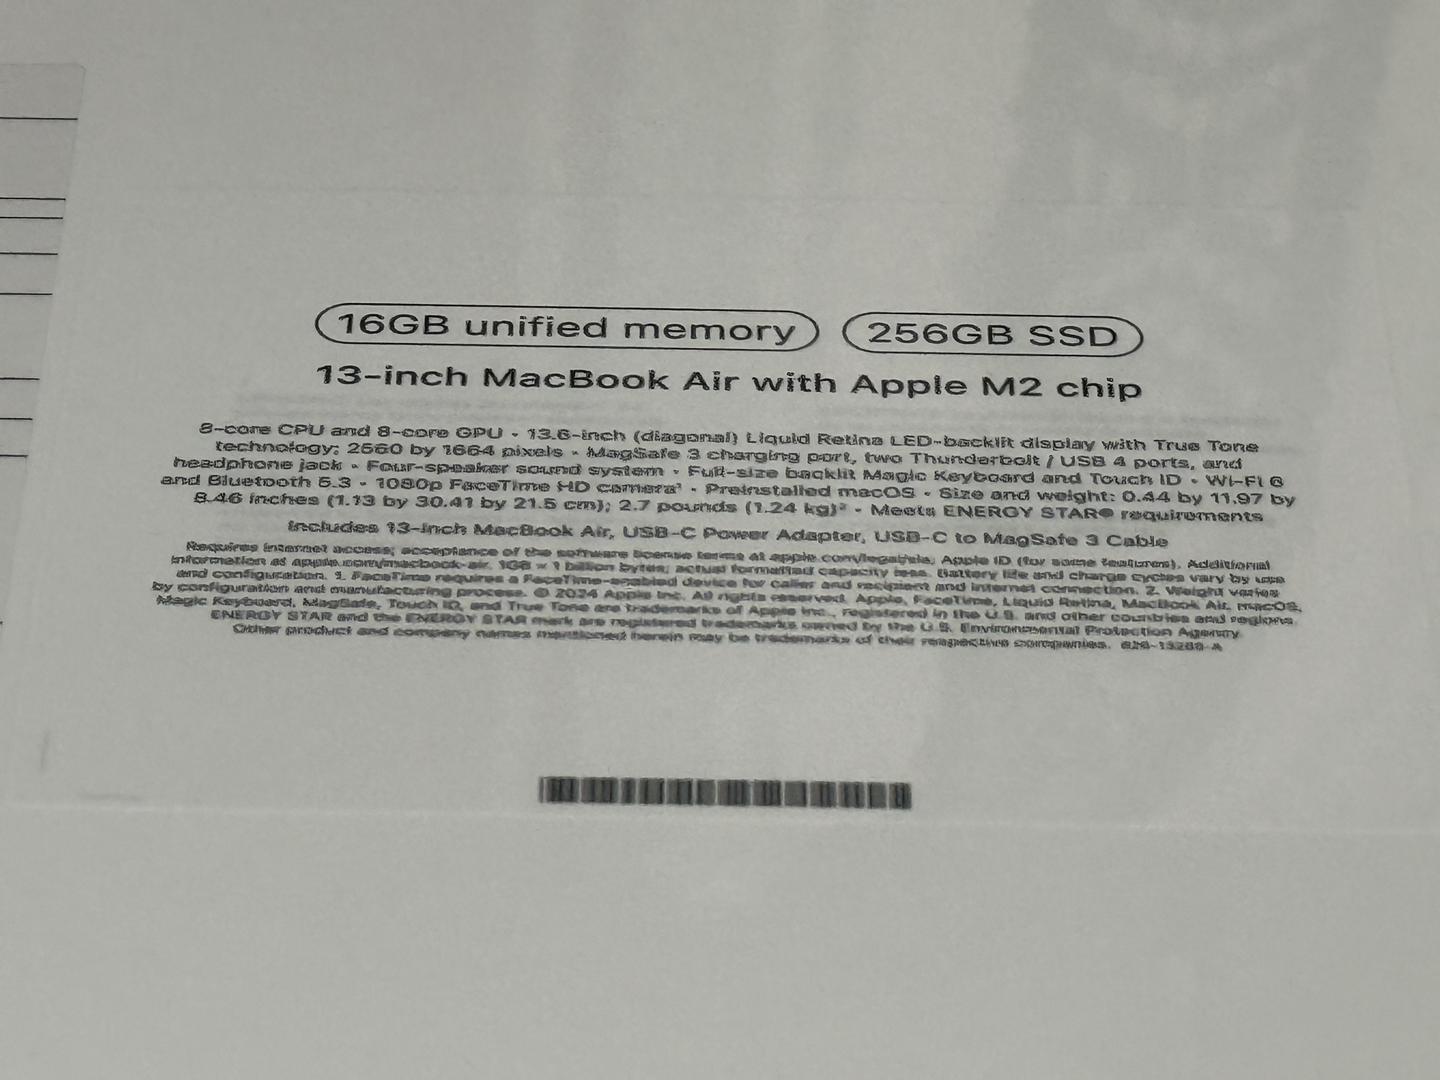 16GB unified memory 256GB SSD
13-inch MacBook Air with Apple M2 chip
8-core CPU and 8-core GPU • 13.6-inch (diagonal) Liquid Retina LED-backlit display with True Tone
technology; 2560 by 1664 pixels • MagSafe 3 charging port, two Thunderbolt / USB 4 ports, and
headphone jack • Four-speaker sound system • Full-size backlit Magic Keyboard and Touch ID • Wi-Fi 6
and Bluetooth 5.3 • 1080p FaceTime HD camera¹ • Preinstalled macOS • Size and weight: 0.44 by 11.97 by
8.46 inches (1.13 by 30.41 by 21.5 cm); 2.7 pounds (1.24 kg)² • Meets ENERGY STAR® requirements
Includes 13-inch MacBook Air, USB-C Power Adapter, USB-C to MagSafe 3 Cable
Requires internet access; acceptance of the software license terms at apple.com/legal/sla; Apple ID (for some features). Additional
information at apple.com/macbook-air. 1GB = 1 billion bytes; actual formatted capacity less. Battery life and charge cycles vary by use
and configuration. 1. FaceTime requires a FaceTime-enabled device for caller and recipient and internet connection. 2. Weight varies
by configuration and manufacturing process. © 2024 Apple Inc. All rights reserved. Apple, FaceTime, Liquid Retina, MacBook Air, macOS,
Magic Keyboard, MagSafe, Touch ID, and True Tone are trademarks of Apple Inc., registered in the U.S. and other countries and regions.
ENERGY STAR and the ENERGY STAR mark are registered trademarks owned by the U.S. Environmental Protection Agency.
Other product and company names mentioned herein may be trademarks of their respective companies.